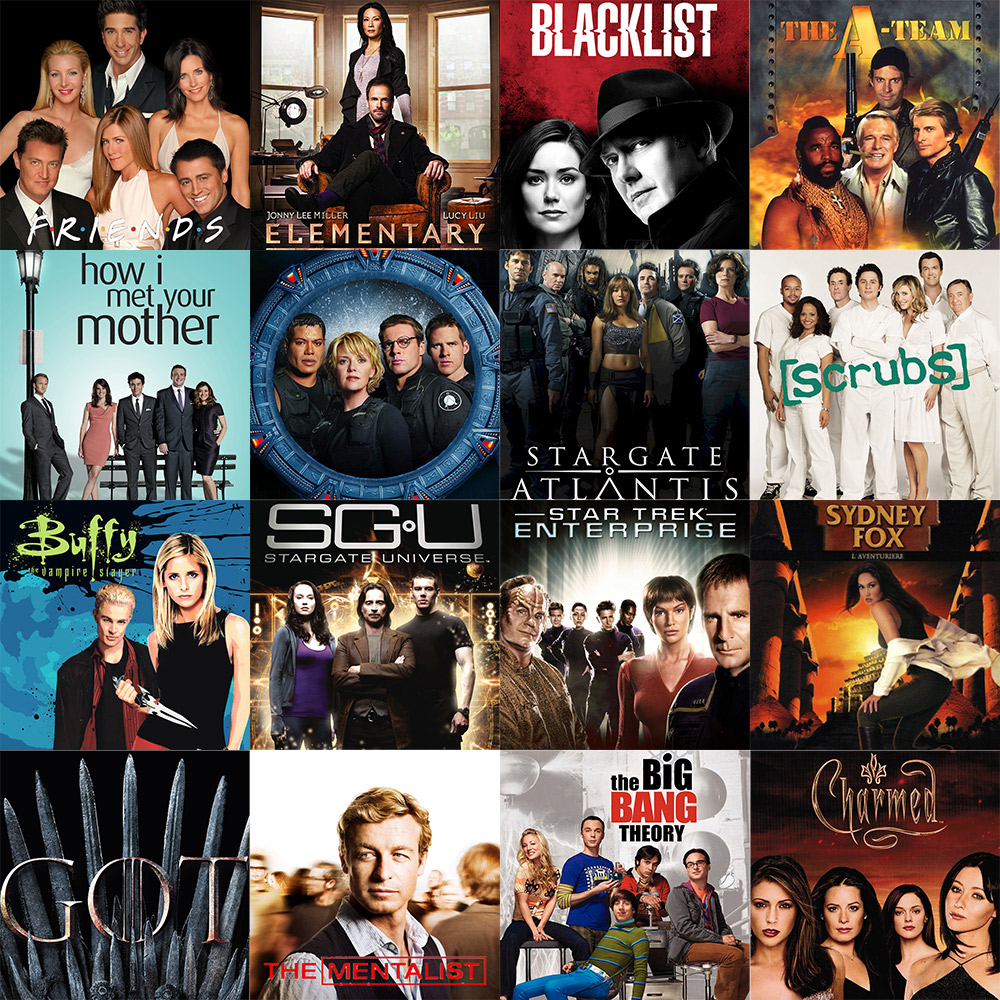 F·R·I·E·N·D·S
JONNY LEE MILLER LUCY LIU
ELEMENTARY
BLACKLIST
THE A-TEAM
how i
met your
mother
STARGATE
ATLANTIS
[scrubs]
Buffy
the vampire slayer
SG·U
STARGATE UNIVERSE
STAR TREK
ENTERPRISE
SYDNEY
FOX
L'AVENTURIERE
GOT
THE MENTALIST
the BiG
BANG
THEORY
Charmed